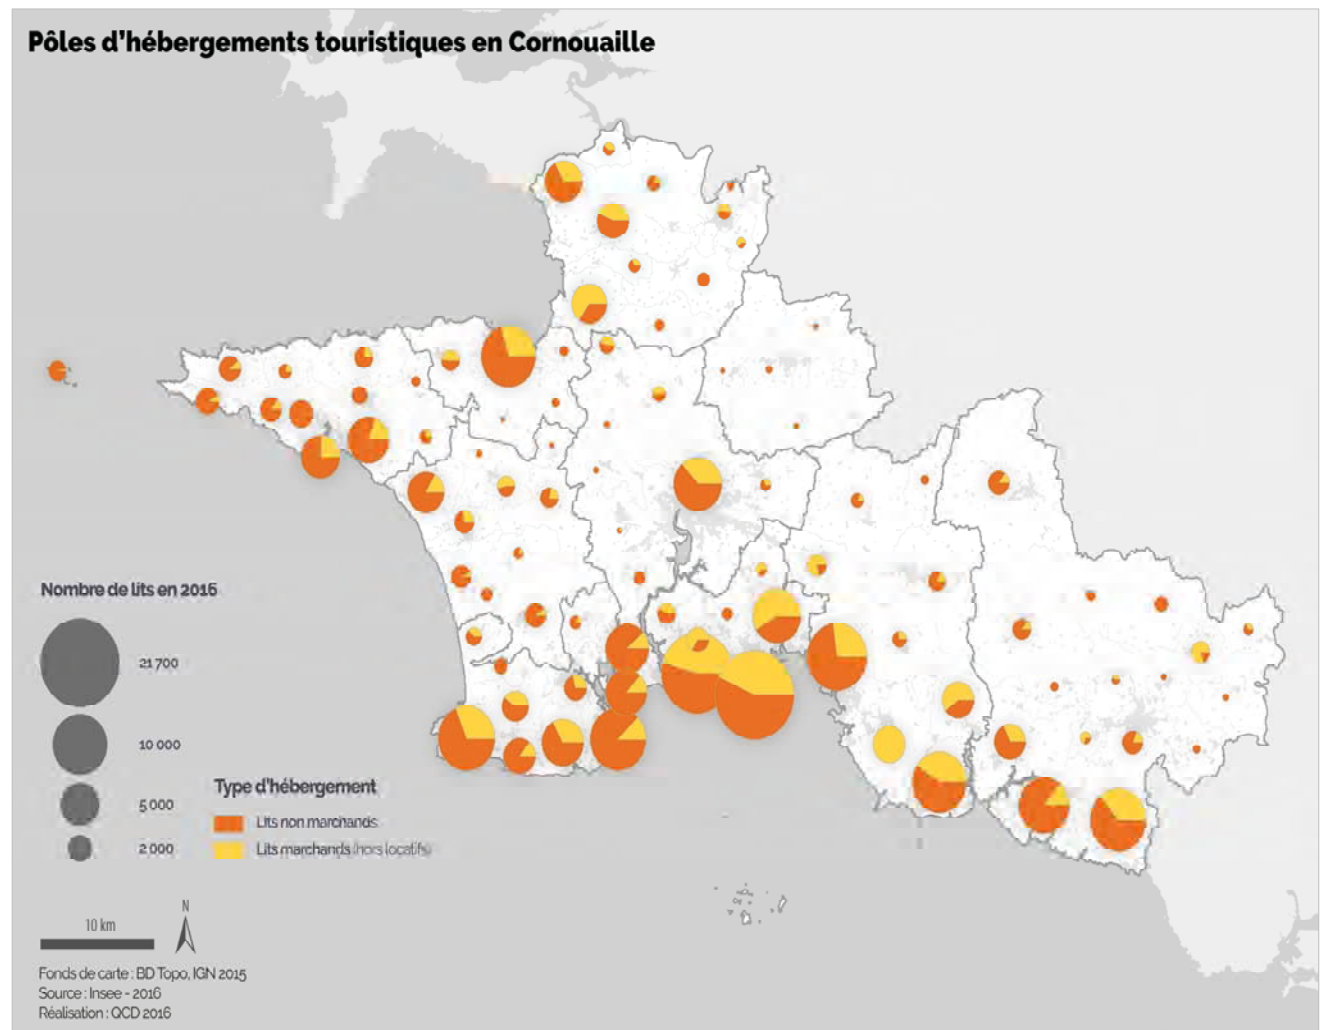 Pôles d'hébergements touristiques en Cornouaille
Nombre de lits en 2016
21 700
10 000
5 000
2 000
Type d'hébergement
Lits non marchands
Lits marchands (hors locatifs)
10 km
N
Fonds de carte : BD Topo, IGN 2015
Source : Insee - 2016
Réalisation : QCD 2016